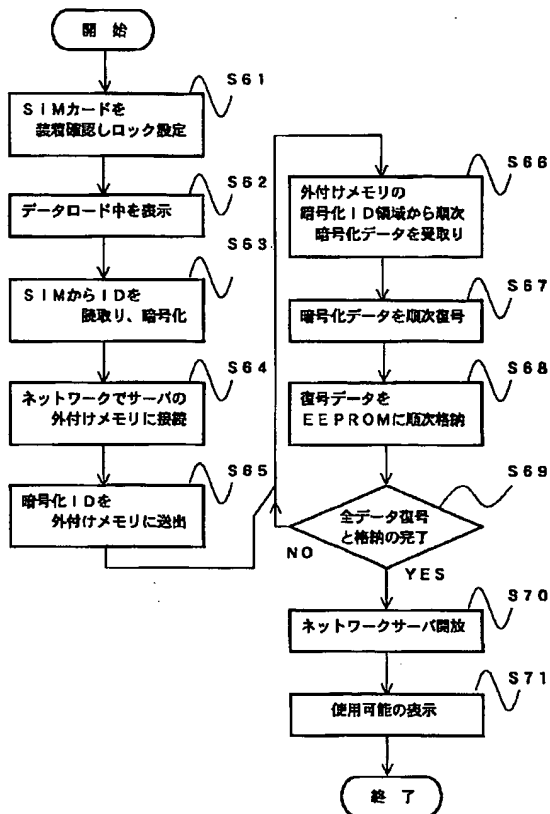 開 始
S61
SIMカードを
装着確認しロック設定
S62
データロード中を表示
S63
SIMからIDを
読取り、暗号化
S64
ネットワークでサーバの
外付けメモリに接続
S65
暗号化IDを
外付けメモリに送出
S66
外付けメモリの
暗号化ID領域から順次
暗号化データを受取り
S67
暗号化データを順次復号
S68
復号データを
EEPROMに順次格納
S69
全データ復号
と格納の完了
NO
YES
S70
ネットワークサーバ開放
S71
使用可能の表示
終 了